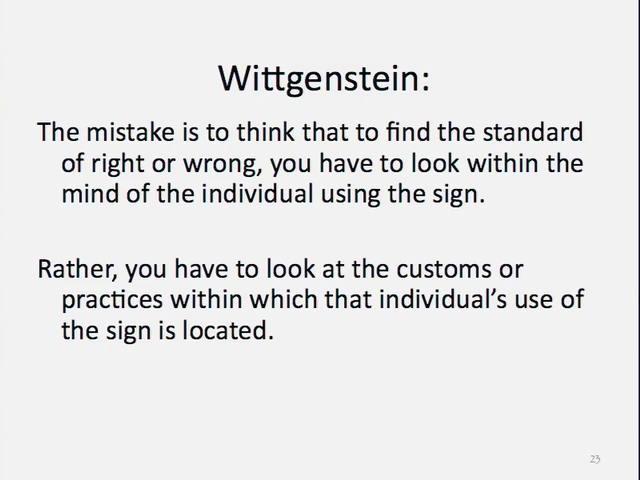 Wittgenstein:
The mistake is to think that to find the standard
of right or wrong, you have to look within the
mind of the individual using the sign.
Rather, you have to look at the customs or
practices within which that individual’s use of
the sign is located.
23